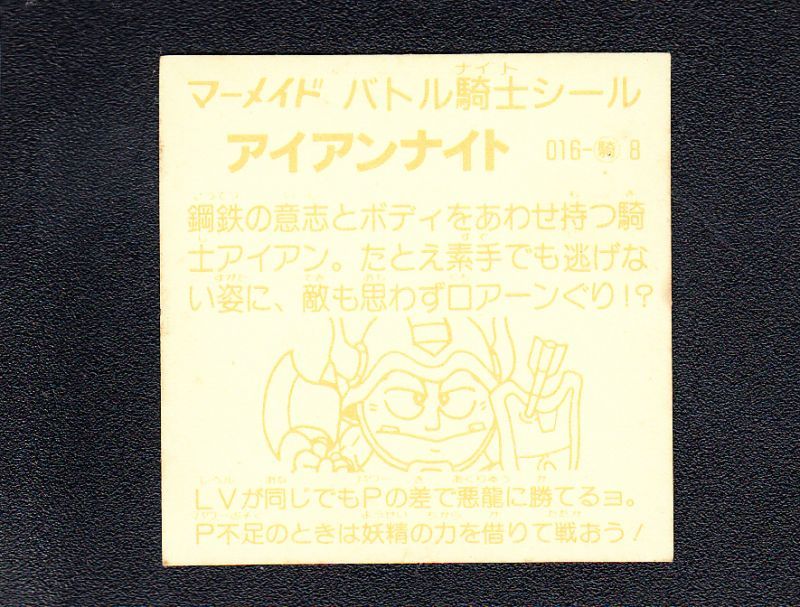 マーメイド バトル騎士シール
アイアンナイト 016-騎8
鋼鉄の意志とボディをあわせ持つ騎
士アイアン。たとえ素手でも逃げな
い姿に、敵も思わず口アーンぐり!?
LVが同じでもPの差で悪龍に勝てるヨ。
P不足のときは妖精の力を借りて戦おう!